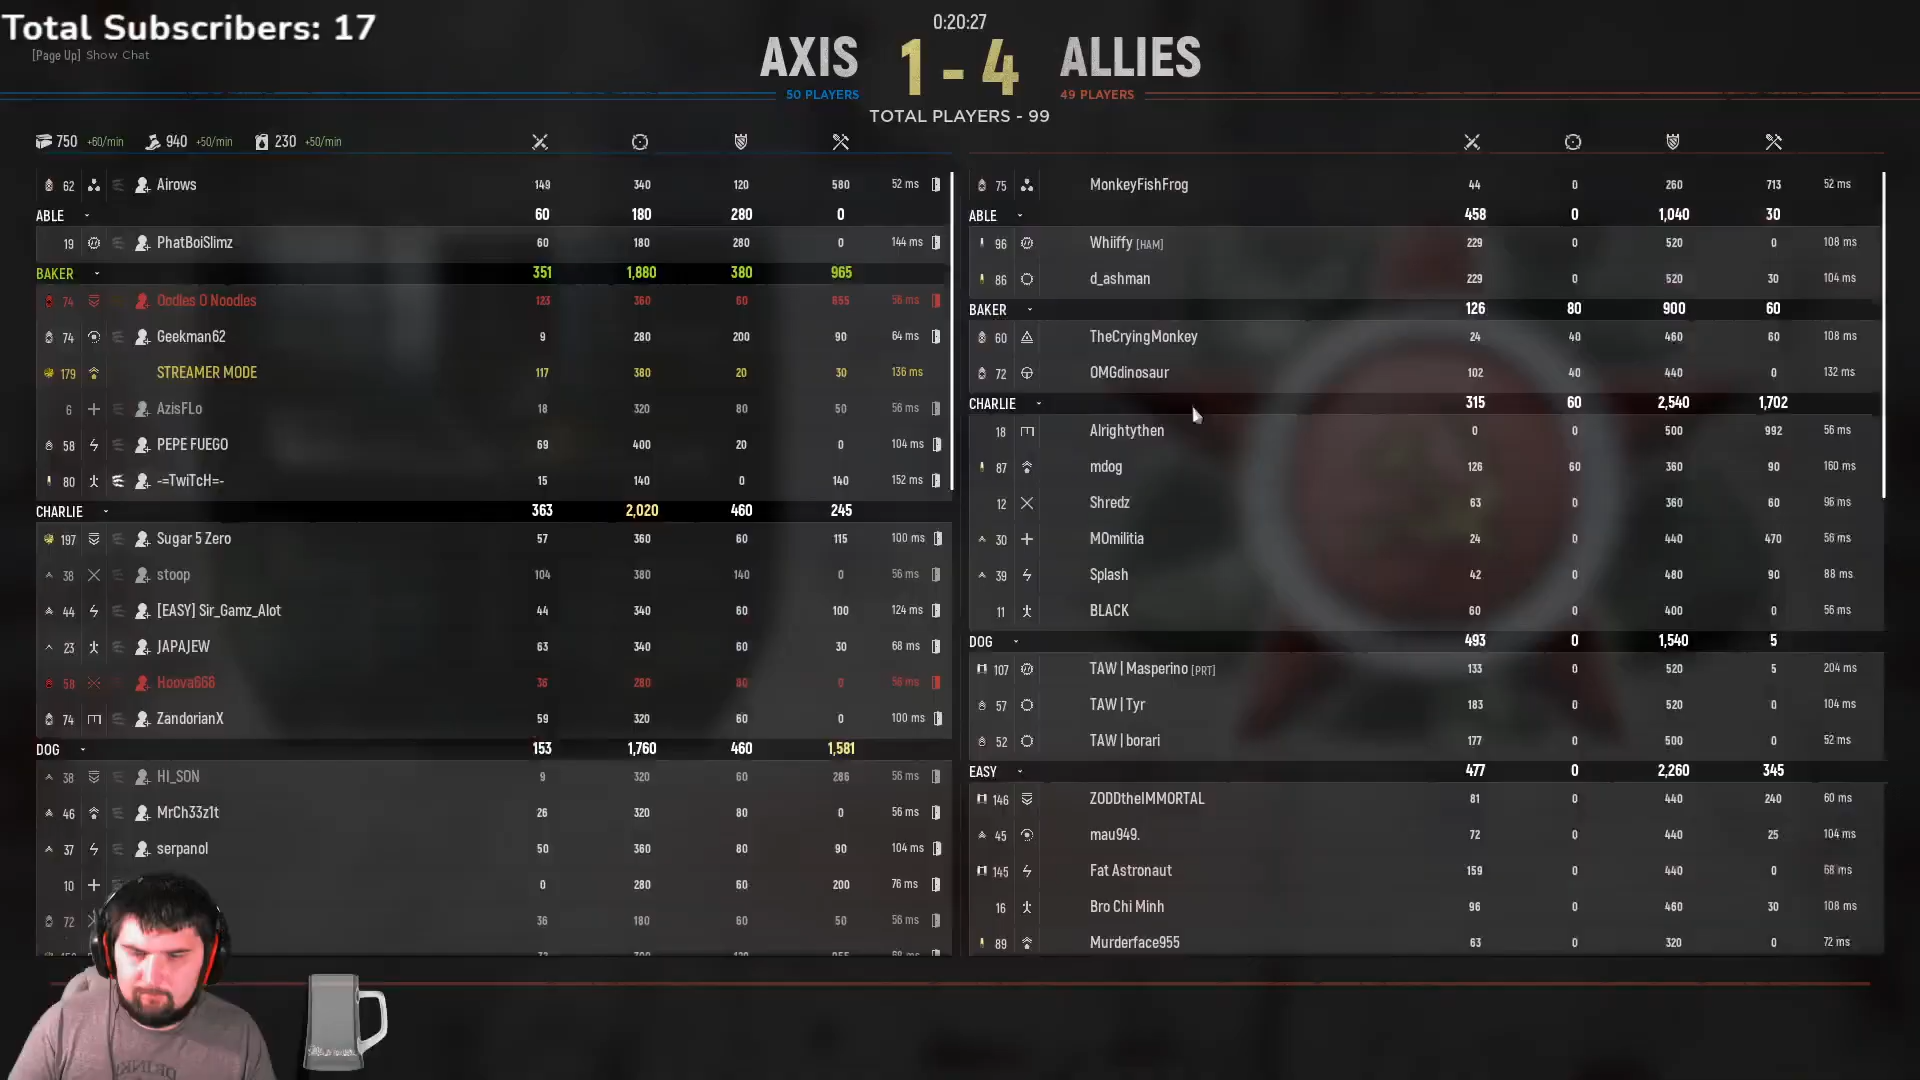 Total Subscribers: 17
[Page Up] Show Chat
0:20:27
AXIS 1 - 4 ALLIES
50 PLAYERS 49 PLAYERS
TOTAL PLAYERS - 99
750 +60/min 940 +50/min 230 +50/min
62 Airows 149 340 120 580 52 ms
ABLE 60 180 280 0
19 PhatBoiSlimz 60 180 280 0 144 ms
BAKER 351 1,880 380 965
74 Oodles O Noodles 123 360 60 655 56 ms
74 Geekman62 9 280 200 90 64 ms
179 STREAMER MODE 117 380 20 30 136 ms
6 AzisFLo 18 320 80 50 56 ms
58 PEPE FUEGO 69 400 20 0 104 ms
80 -=TwiTcH=- 15 140 0 140 152 ms
CHARLIE 363 2,020 460 245
197 Sugar 5 Zero 57 360 60 115 100 ms
38 stoop 104 380 140 0 56 ms
44 [EASY] Sir_Gamz_Alot 44 340 60 100 124 ms
23 JAPAJEW 63 340 60 30 68 ms
58 Hoova666 36 280 80 0 56 ms
74 ZandorianX 59 320 60 0 100 ms
DOG 153 1,760 460 1,581
38 HI_SON 9 320 60 286 56 ms
46 MrCh33z1t 26 320 80 0 56 ms
37 serpanol 50 360 80 90 104 ms
10 0 280 60 200 76 ms
72 36 180 60 50 56 ms
75 MonkeyFishFrog 44 0 260 713 52 ms
ABLE 458 0 1,040 30
96 Whiiffy [HAM] 229 0 520 0 108 ms
86 d_ashman 229 0 520 30 104 ms
BAKER 126 80 900 60
60 TheCryingMonkey 24 40 460 60 108 ms
72 OMGdinosaur 102 40 440 0 132 ms
CHARLIE 315 60 2,540 1,702
18 Alrightythen 0 0 500 992 56 ms
87 mdog 126 60 360 90 160 ms
12 Shredz 63 0 360 60 96 ms
30 MOmilitia 24 0 440 470 56 ms
39 Splash 42 0 480 90 88 ms
11 BLACK 60 0 400 0 56 ms
DOG 493 0 1,540 5
107 TAW | Masperino [PRT] 133 0 520 5 204 ms
57 TAW | Tyr 183 0 520 0 104 ms
52 TAW | borari 177 0 500 0 52 ms
EASY 477 0 2,260 345
146 ZODDtheIMMORTAL 81 0 440 240 60 ms
45 mau949. 72 0 440 25 104 ms
145 Fat Astronaut 159 0 440 0 68 ms
16 Bro Chi Minh 96 0 460 30 108 ms
89 Murderface955 63 0 320 0 72 ms